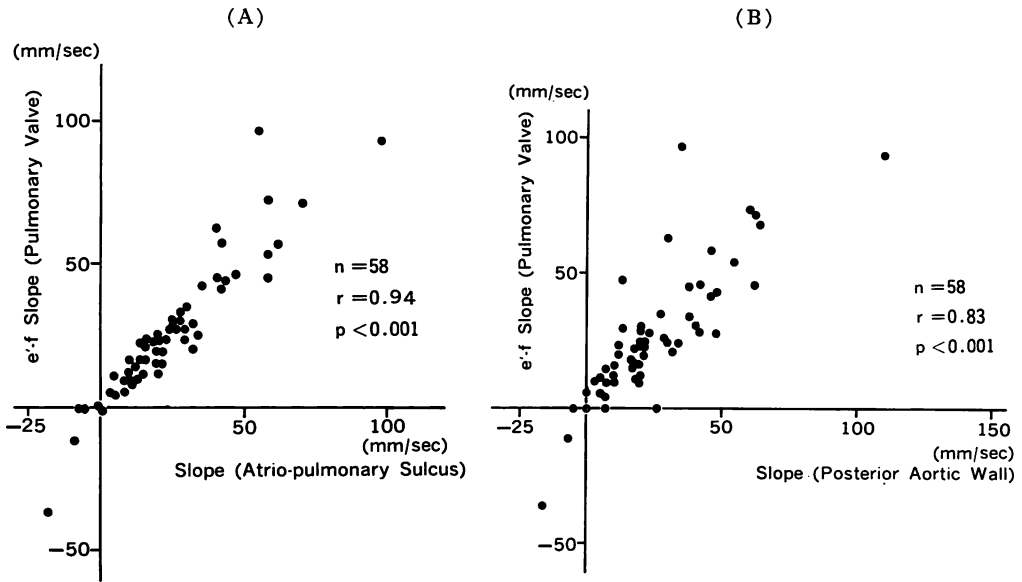 (A)
(mm/sec)
e'-f Slope (Pulmonary Valve)
100
50
n=58
r=0.94
p<0.001
-25
50
100
(mm/sec)
Slope (Atrio-pulmonary Sulcus)
-50
(B)
(mm/sec)
e'-f Slope (Pulmonary Valve)
100
50
n=58
r=0.83
p<0.001
-25
50
100
150
(mm/sec)
Slope (Posterior Aortic Wall)
-50